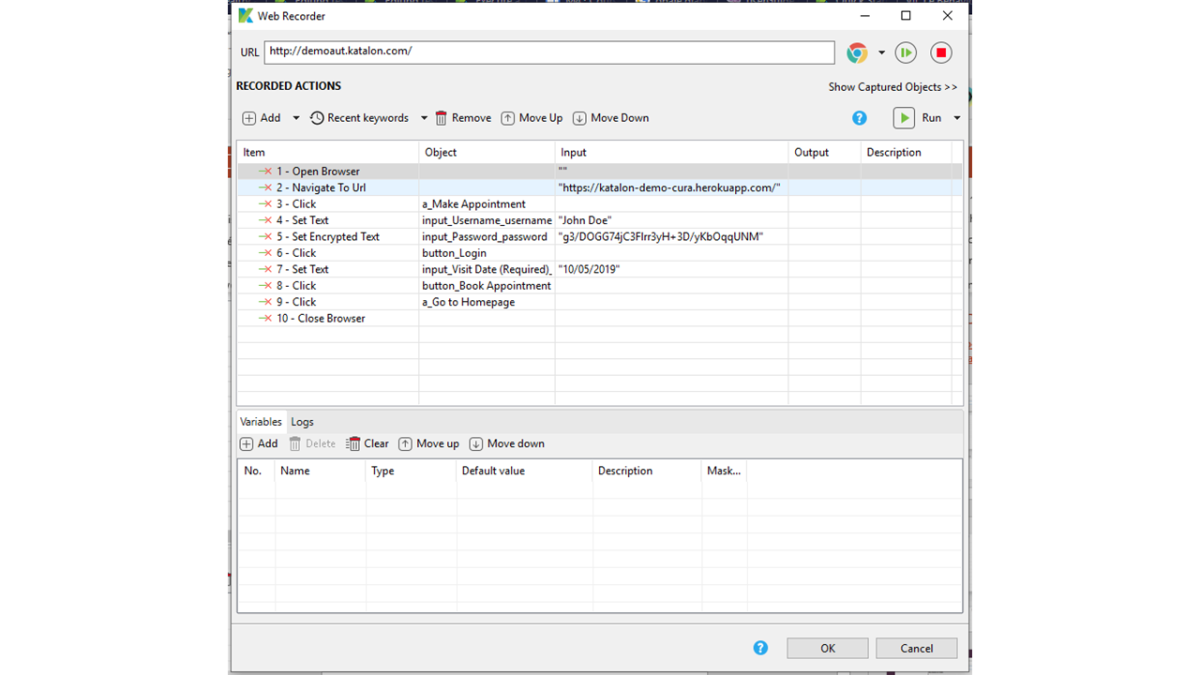 Web Recorder
URL http://demoaut.katalon.com/
RECORDED ACTIONS Show Captured Objects >>
Add Recent keywords Remove Move Up Move Down ? Run
Item Object Input Output Description
1 - Open Browser ""
2 - Navigate To Url "https://katalon-demo-cura.herokuapp.com/"
3 - Click a_Make Appointment
4 - Set Text input_Username_username "John Doe"
5 - Set Encrypted Text input_Password_password "g3/DOGG74jC3FIrr3yH+3D/yKbOqqUNM"
6 - Click button_Login
7 - Set Text input_Visit Date (Required)_ "10/05/2019"
8 - Click button_Book Appointment
9 - Click a_Go to Homepage
10 - Close Browser
Variables Logs
Add Delete Clear Move up Move down
No. Name Type Default value Description Mask...
? OK Cancel